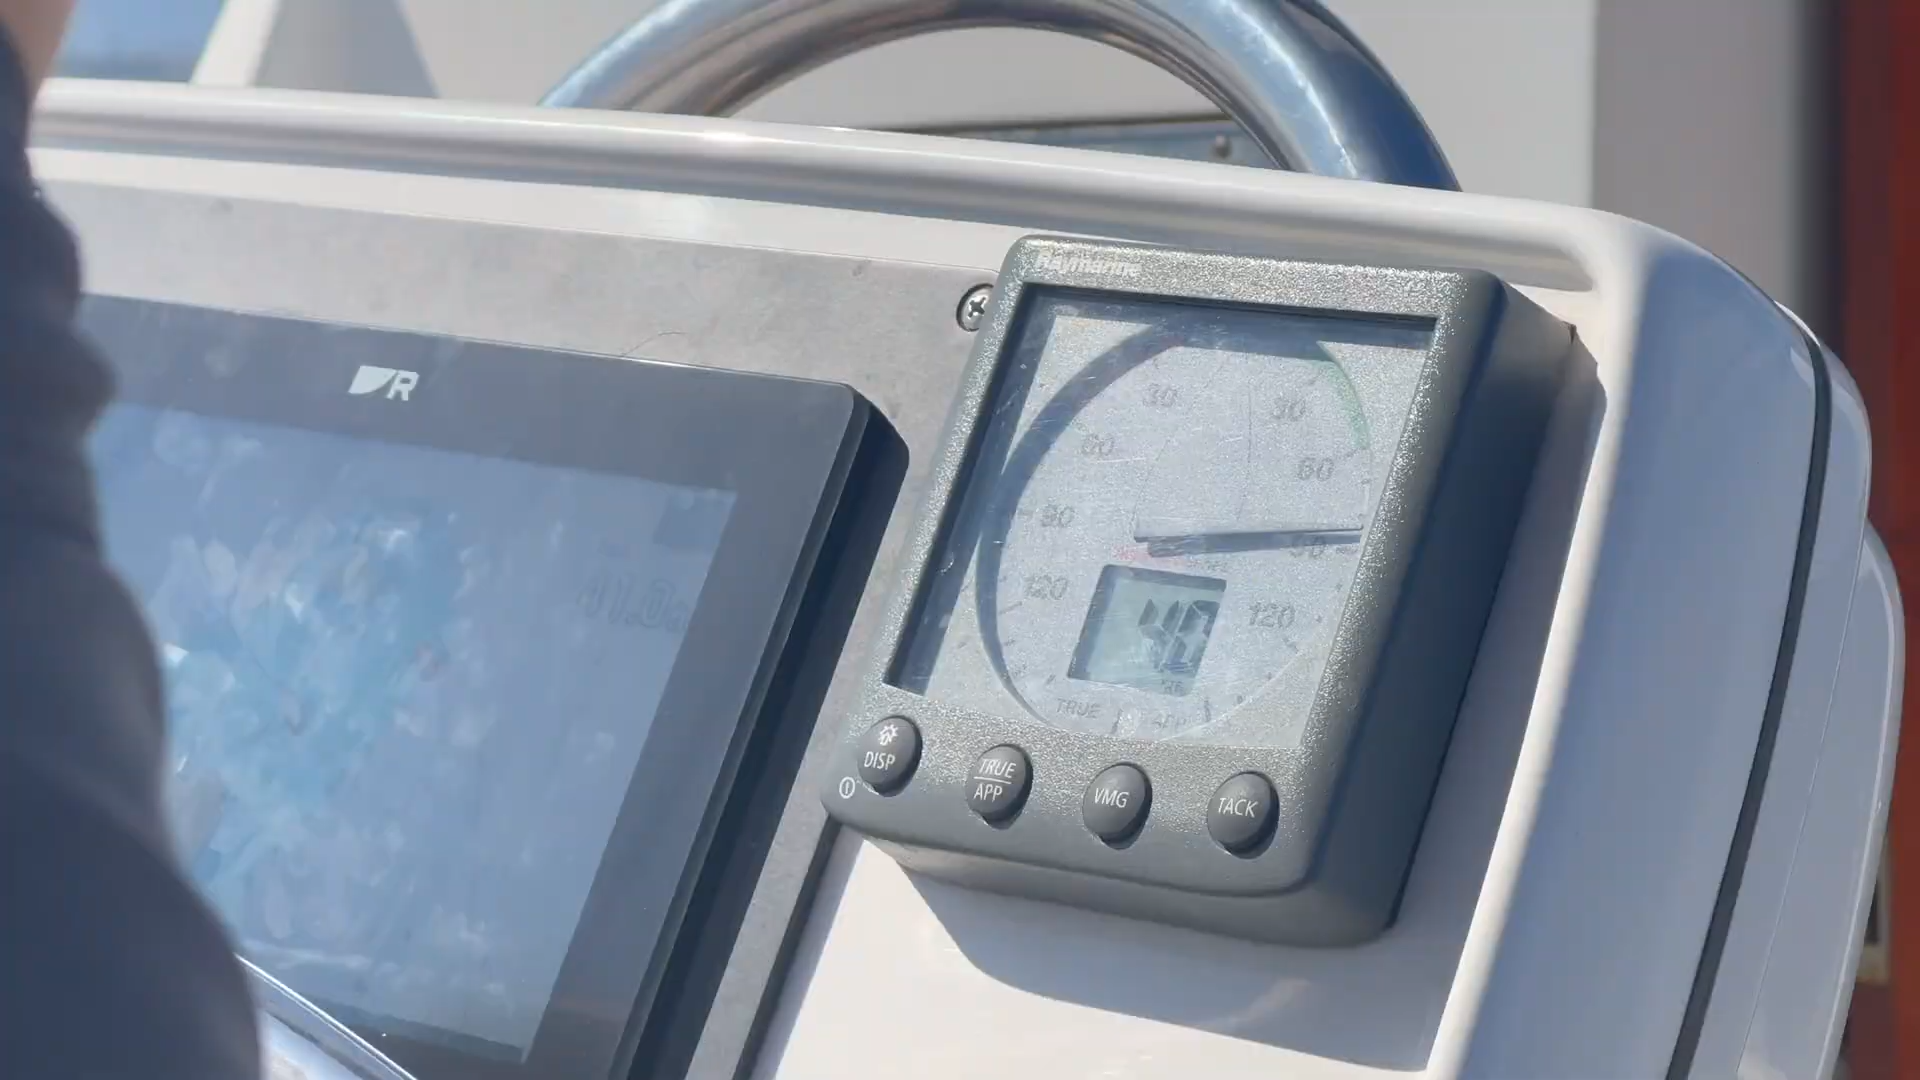 Raymarine
R
30 30
60 60
90 90
120 120
TRUE APP
DISP
TRUE
APP
VMG
TACK